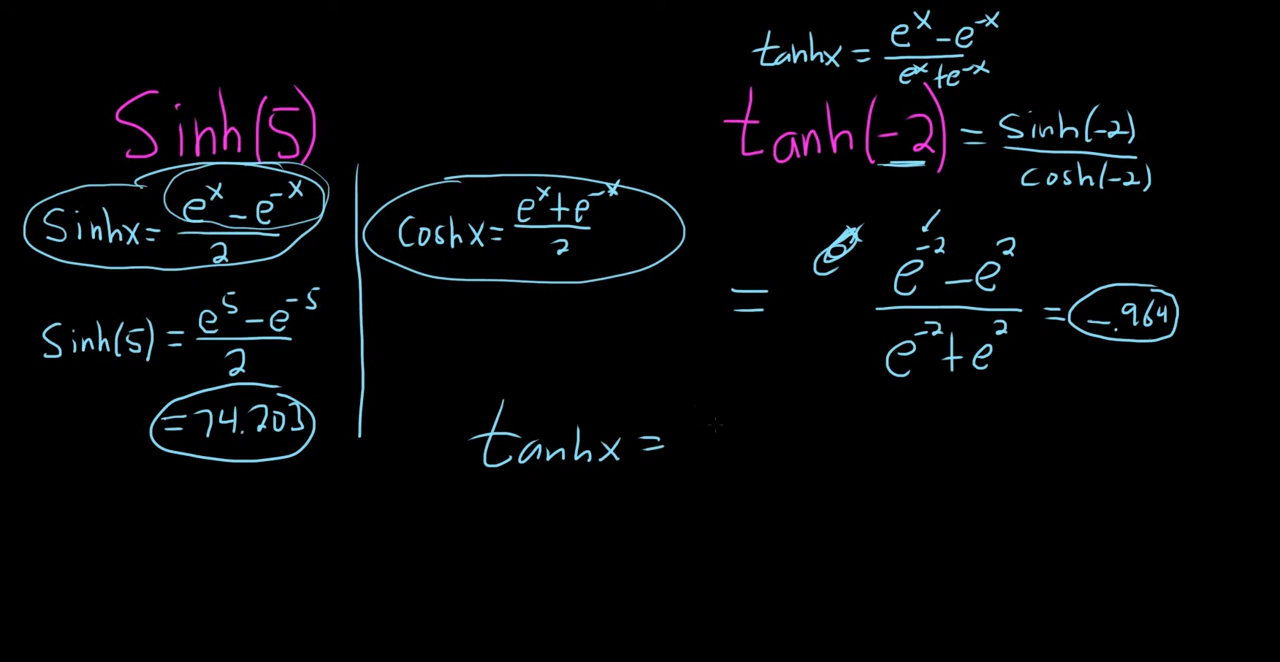 Sinh(5)
Sinhx = e^x - e^-x / 2
Sinh(5) = e^5 - e^-5 / 2
= 74.203
coshx = e^x + e^-x / 2
tanhx = e^x - e^-x / e^x + e^-x
tanh(-2) = Sinh(-2) / cosh(-2)
= e^-2 - e^2 / e^-2 + e^2 = -.964
tanhx =